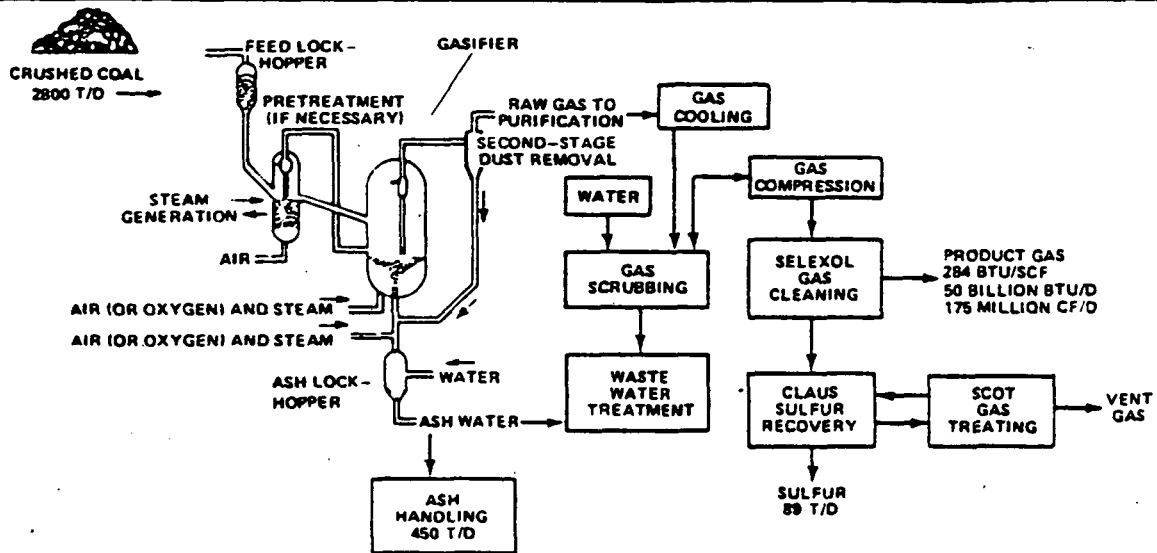 FEED LOCK–
HOPPER
GASIFIER
CRUSHED COAL
2800 T/D
PRETREATMENT
(IF NECESSARY)
RAW GAS TO
PURIFICATION
GAS
COOLING
SECOND–STAGE
DUST REMOVAL
GAS
COMPRESSION
STEAM
GENERATION
WATER
AIR
GAS
SCRUBBING
SELEXOL
GAS
CLEANING
PRODUCT GAS
284 BTU/SCF
50 BILLION BTU/D
175 MILLION CF/D
AIR (OR OXYGEN) AND STEAM
AIR (OR OXYGEN) AND STEAM
ASH LOCK–
HOPPER
WATER
WASTE
WATER
TREATMENT
CLAUS
SULFUR
RECOVERY
SCOT
GAS
TREATING
VENT
GAS
ASH WATER
ASH
HANDLING
450 T/D
SULFUR
89 T/D